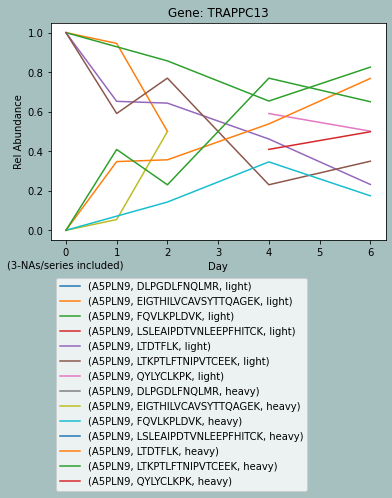 Gene: TRAPPC13
1.0
0.8
0.6
0.4
0.2
0.0
Rel Abundance
0 1 2 3 4 5 6
(3-NAs/series included)
Day
(A5PLN9, DLPGDLFNQLMR, light)
(A5PLN9, EIGTHILVCAVSYTTQAGEK, light)
(A5PLN9, FQVLKPLDVK, light)
(A5PLN9, LSLEAIPDTVNLEEPFHITCK, light)
(A5PLN9, LTDTFLK, light)
(A5PLN9, LTKPTLFTNIPVTCEEK, light)
(A5PLN9, QYLYCLKPK, light)
(A5PLN9, DLPGDLFNQLMR, heavy)
(A5PLN9, EIGTHILVCAVSYTTQAGEK, heavy)
(A5PLN9, FQVLKPLDVK, heavy)
(A5PLN9, LSLEAIPDTVNLEEPFHITCK, heavy)
(A5PLN9, LTDTFLK, heavy)
(A5PLN9, LTKPTLFTNIPVTCEEK, heavy)
(A5PLN9, QYLYCLKPK, heavy)